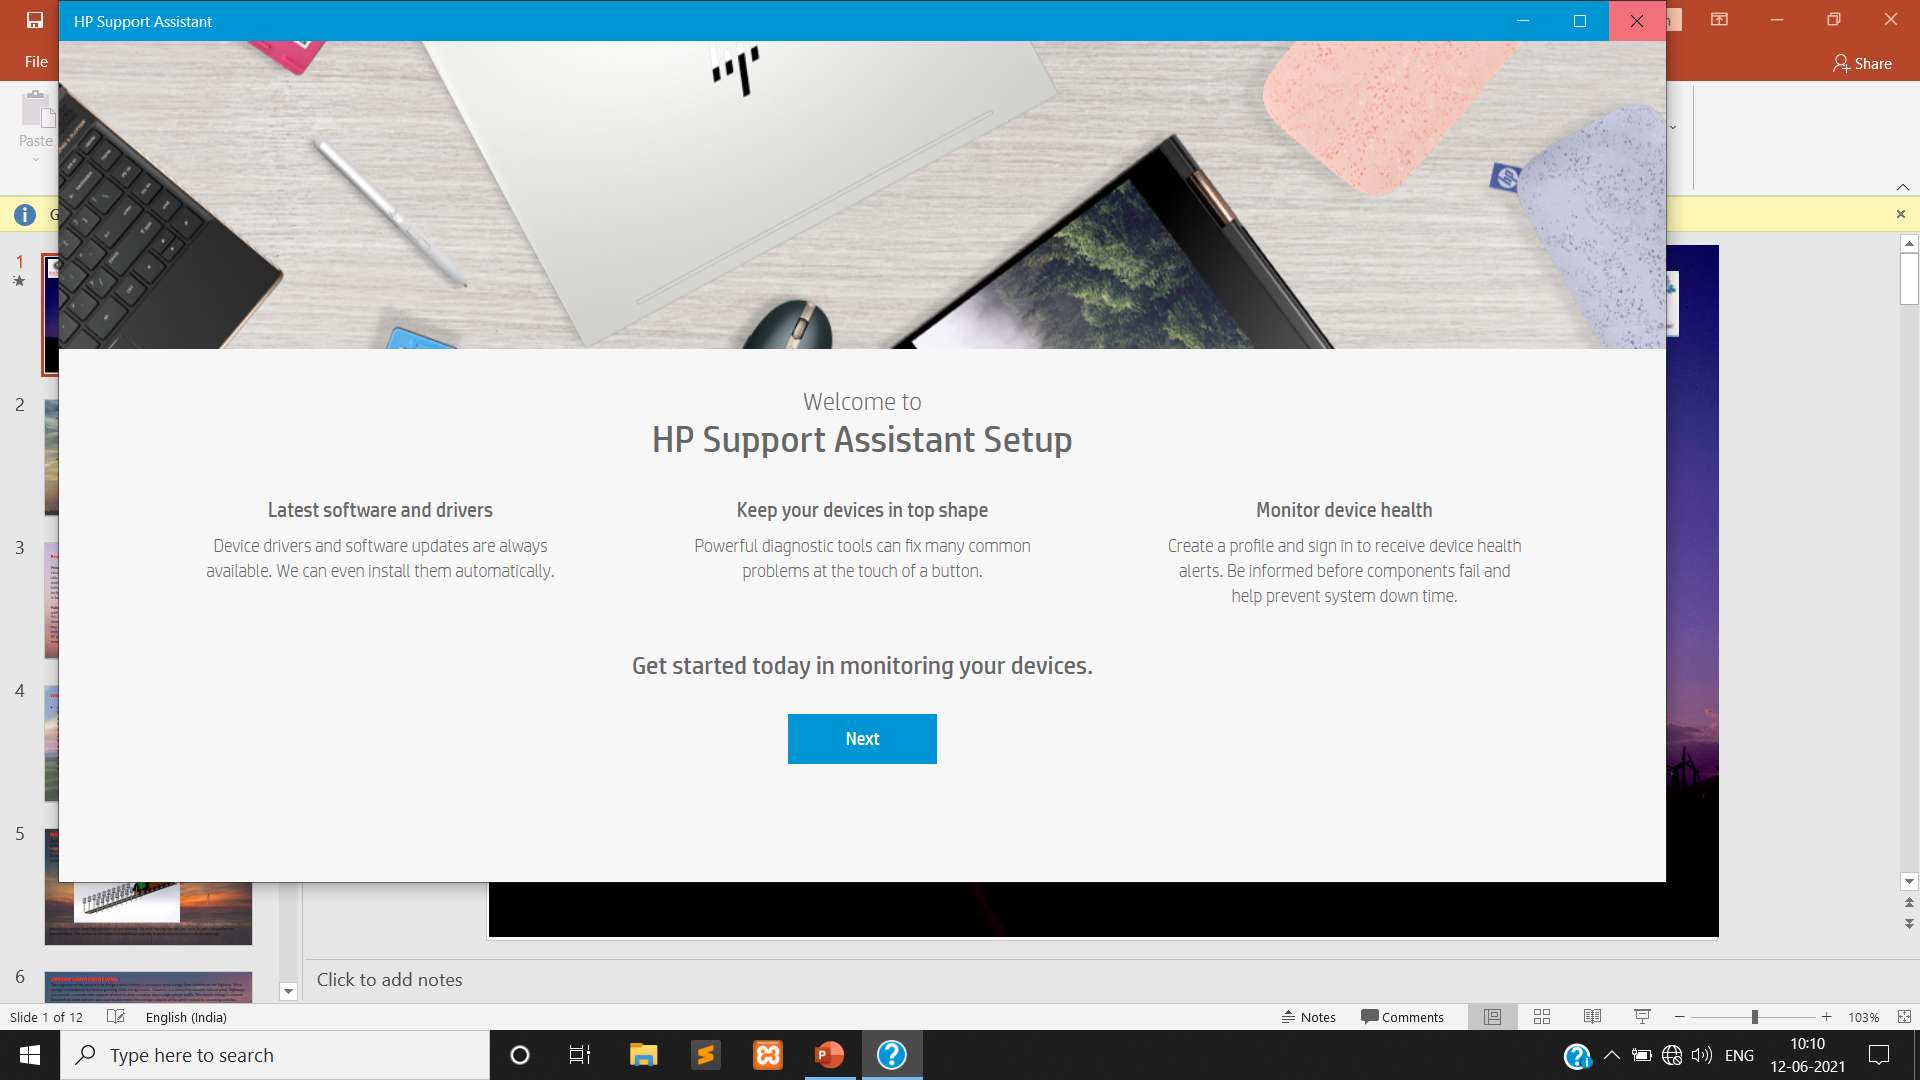 HP Support Assistant
File
Share
Paste
G
1
2
3
4
5
6
Welcome to
HP Support Assistant Setup
Latest software and drivers
Device drivers and software updates are always
available. We can even install them automatically.
Keep your devices in top shape
Powerful diagnostic tools can fix many common
problems at the touch of a button.
Monitor device health
Create a profile and sign in to receive device health
alerts. Be informed before components fail and
help prevent system down time.
Get started today in monitoring your devices.
Next
Click to add notes
Slide 1 of 12
English (India)
Notes
Comments
103%
Type here to search
ENG
10:10
12-06-2021